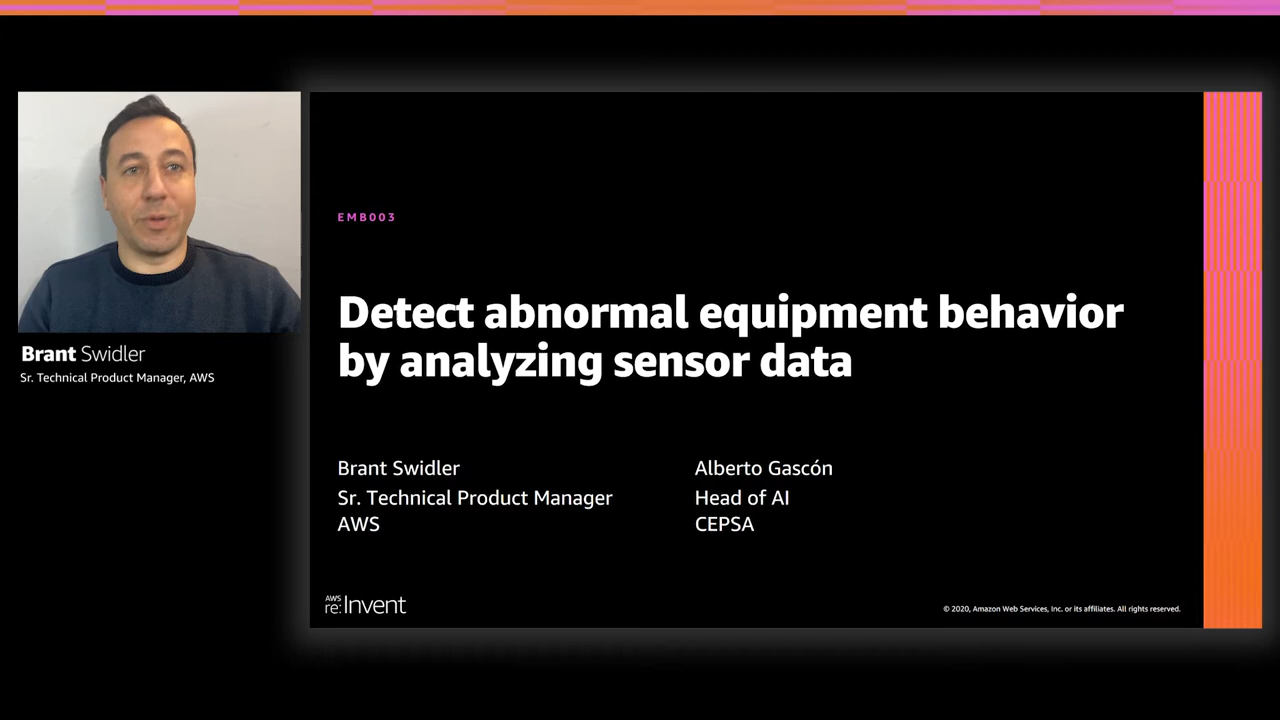 Brant Swidler
Sr. Technical Product Manager, AWS
EMB003
Detect abnormal equipment behavior
by analyzing sensor data
Brant Swidler
Sr. Technical Product Manager
AWS
Alberto Gascón
Head of AI
CEPSA
AWS
re:Invent
© 2020, Amazon Web Services, Inc. or its affiliates. All rights reserved.